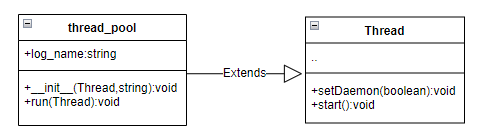 thread_pool
+log_name:string
+__init__(Thread,string):void
+run(Thread):void
Extends
Thread
..
+setDaemon(boolean):void
+start():void